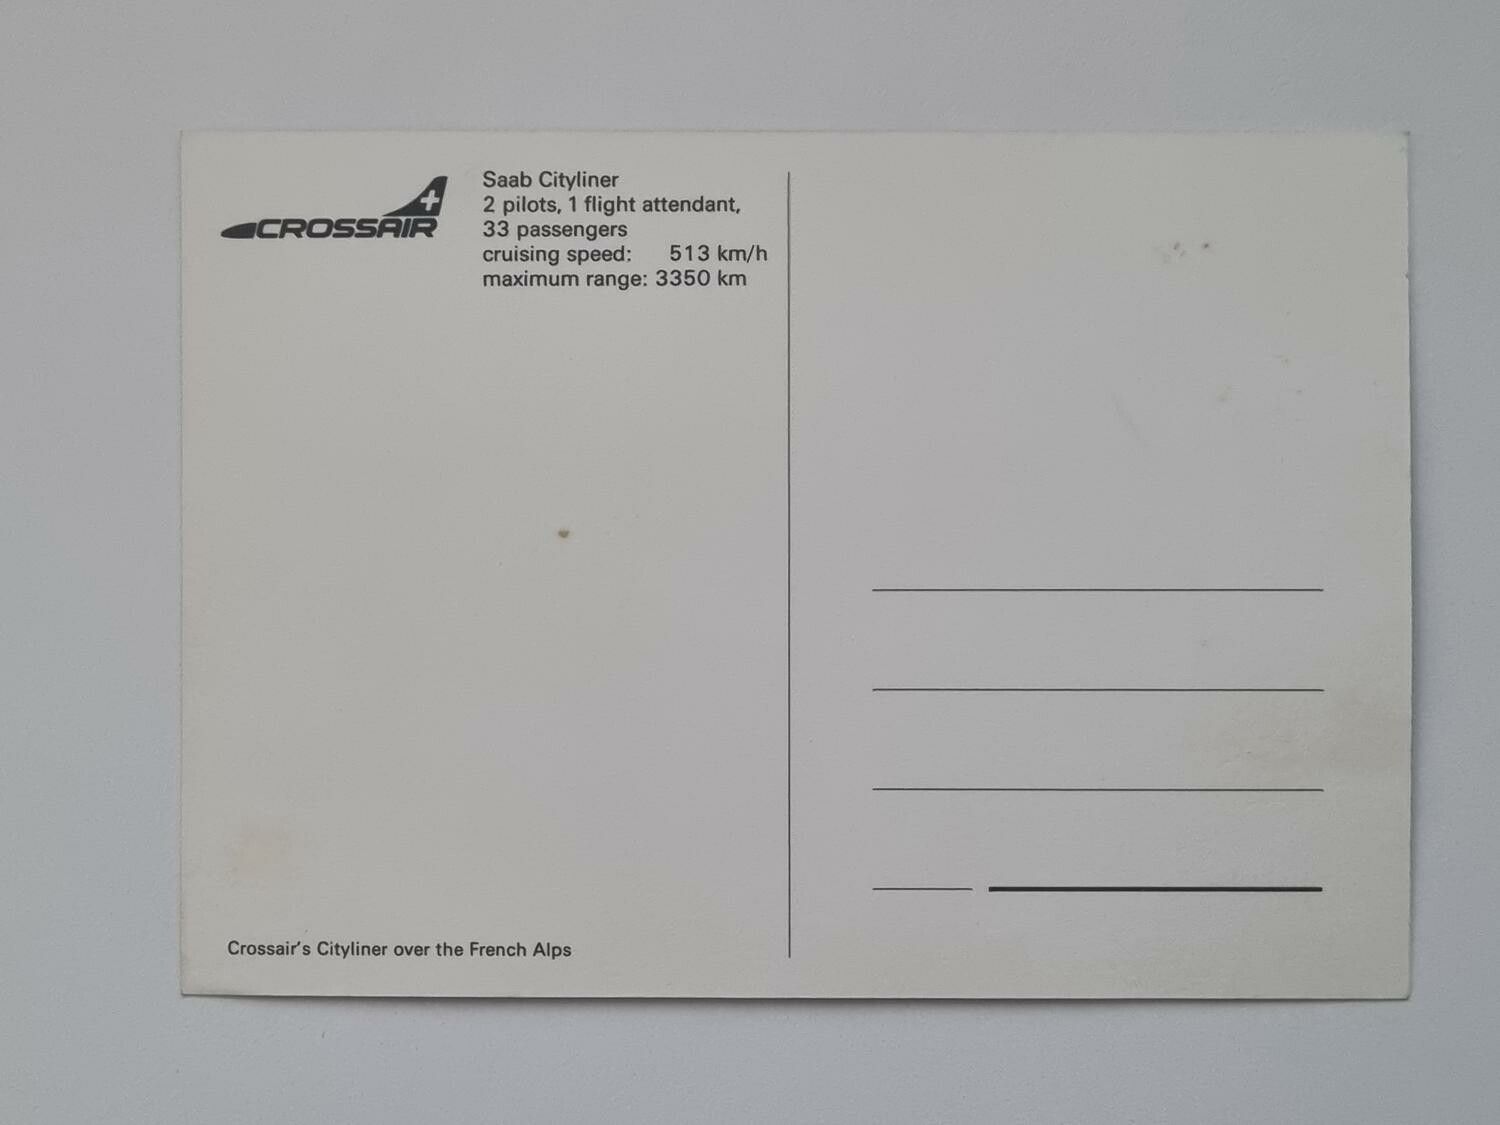 CROSSAIR
Saab Cityliner
2 pilots, 1 flight attendant,
33 passengers
cruising speed: 513 km/h
maximum range: 3350 km
Crossair's Cityliner over the French Alps